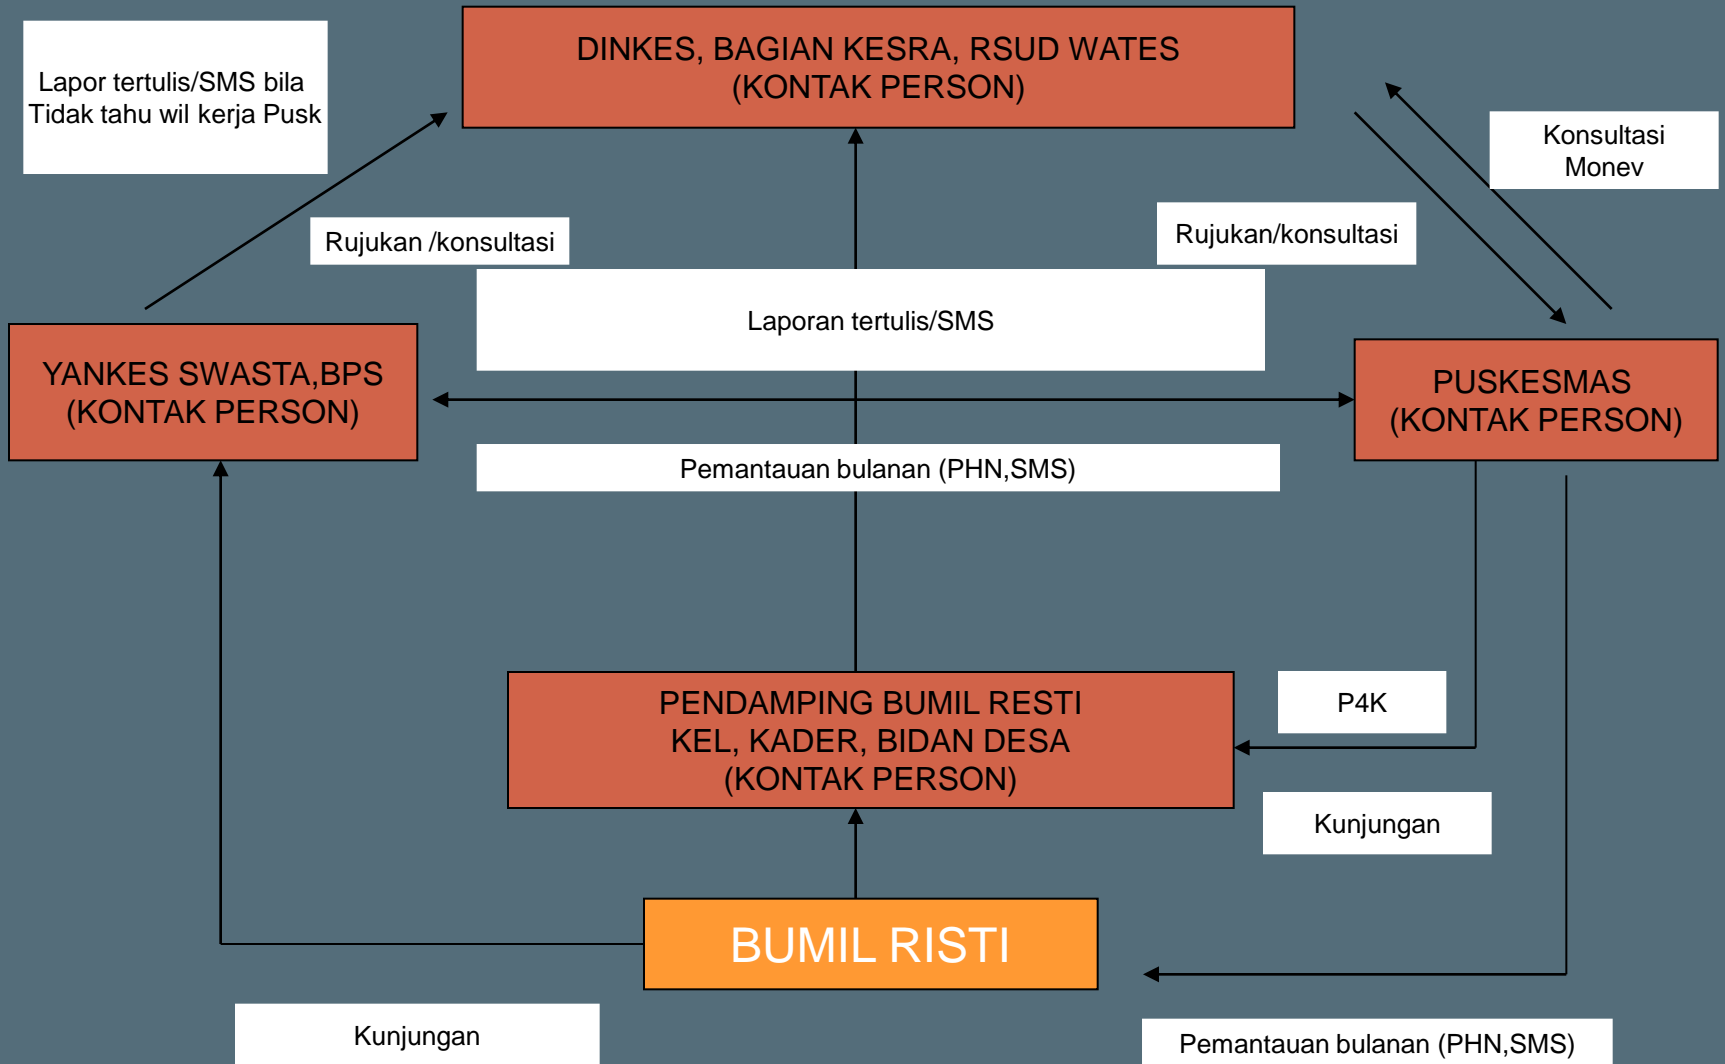 DINKES, BAGIAN KESRA, RSUD WATES
(KONTAK PERSON)
Lapor tertulis/SMS bila
Tidak tahu wil kerja Pusk
Konsultasi
Monev
Rujukan /konsultasi
Rujukan/konsultasi
Laporan tertulis/SMS
YANKES SWASTA,BPS
(KONTAK PERSON)
PUSKESMAS
(KONTAK PERSON)
Pemantauan bulanan (PHN,SMS)
PENDAMPING BUMIL RESTI
KEL, KADER, BIDAN DESA
(KONTAK PERSON)
P4K
Kunjungan
BUMIL RISTI
Kunjungan
Pemantauan bulanan (PHN,SMS)